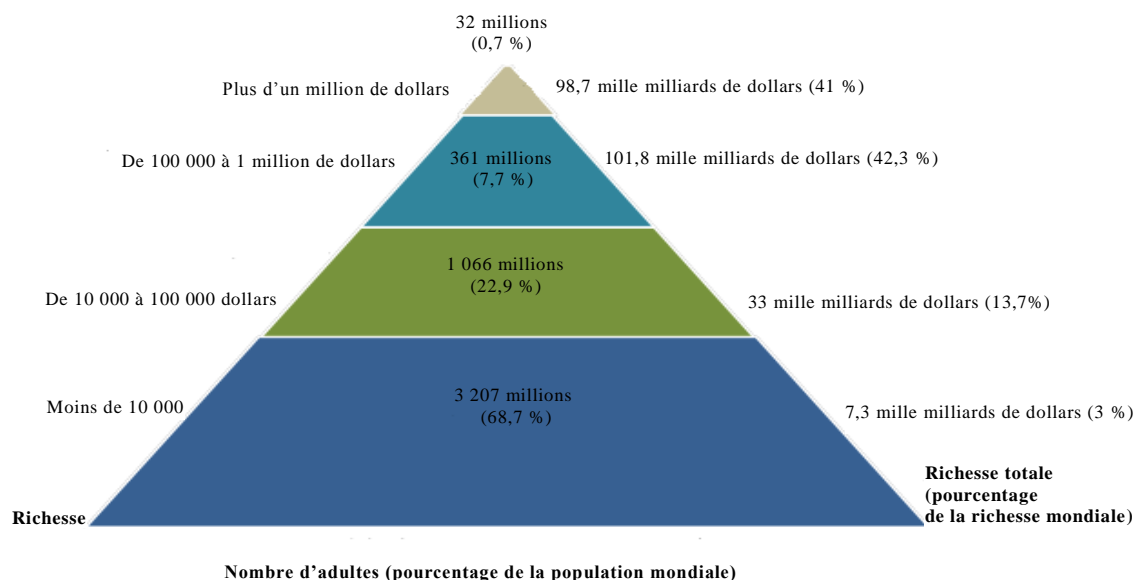 32 millions
(0,7 %)
Plus d’un million de dollars
98,7 mille milliards de dollars (41 %)
De 100 000 à 1 million de dollars
361 millions
(7,7 %)
101,8 mille milliards de dollars (42,3 %)
1 066 millions
(22,9 %)
De 10 000 à 100 000 dollars
33 mille milliards de dollars (13,7%)
3 207 millions
(68,7 %)
Moins de 10 000
7,3 mille milliards de dollars (3 %)
Richesse totale
(pourcentage
de la richesse mondiale)
Richesse
Nombre d’adultes (pourcentage de la population mondiale)